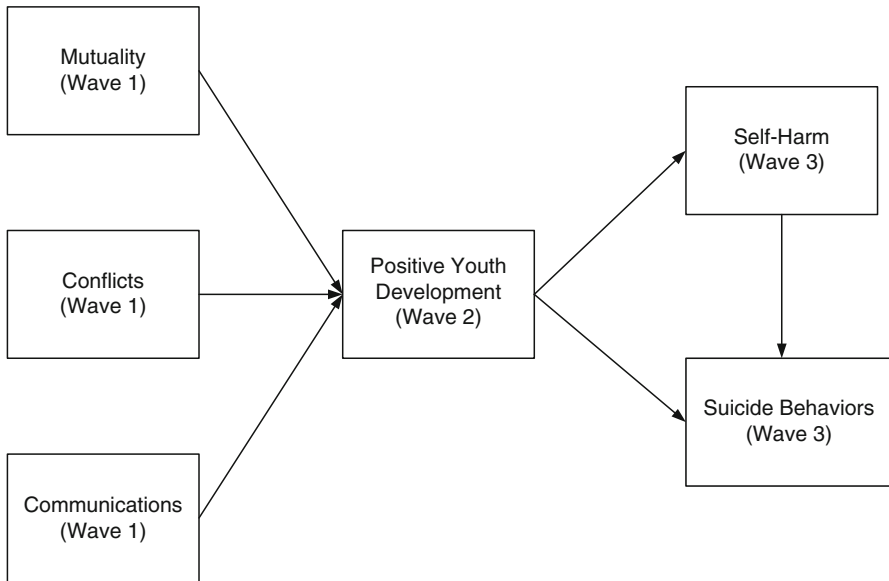 Mutuality
(Wave 1)
Conflicts
(Wave 1)
Communications
(Wave 1)
Positive Youth
Development
(Wave 2)
Self-Harm
(Wave 3)
Suicide Behaviors
(Wave 3)